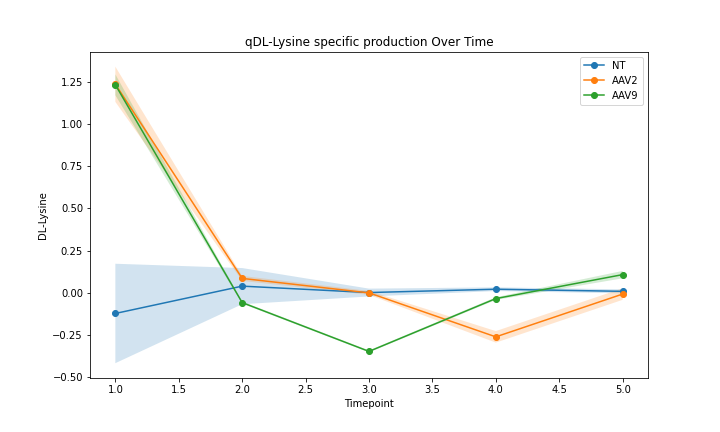 qDL-Lysine specific production Over Time
NT
AAV2
AAV9
DL-Lysine
1.25
1.00
0.75
0.50
0.25
0.00
−0.25
−0.50
1.0 1.5 2.0 2.5 3.0 3.5 4.0 4.5 5.0
Timepoint